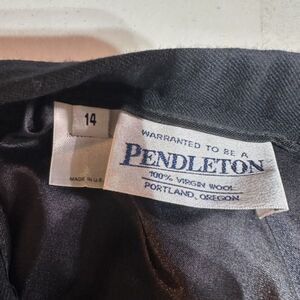 14
MADE IN U.S.A.
WARRANTED TO BE A
PENDLETON
100% VIRGIN WOOL
PORTLAND, OREGON